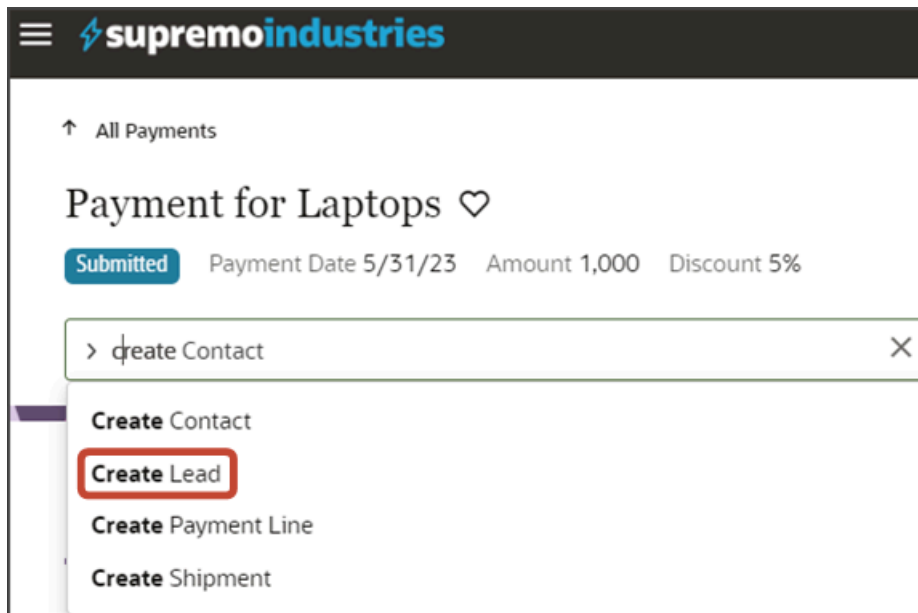 supremoindustries
All Payments
Payment for Laptops
Submitted Payment Date 5/31/23 Amount 1,000 Discount 5%
create Contact
Create Contact
Create Lead
Create Payment Line
Create Shipment